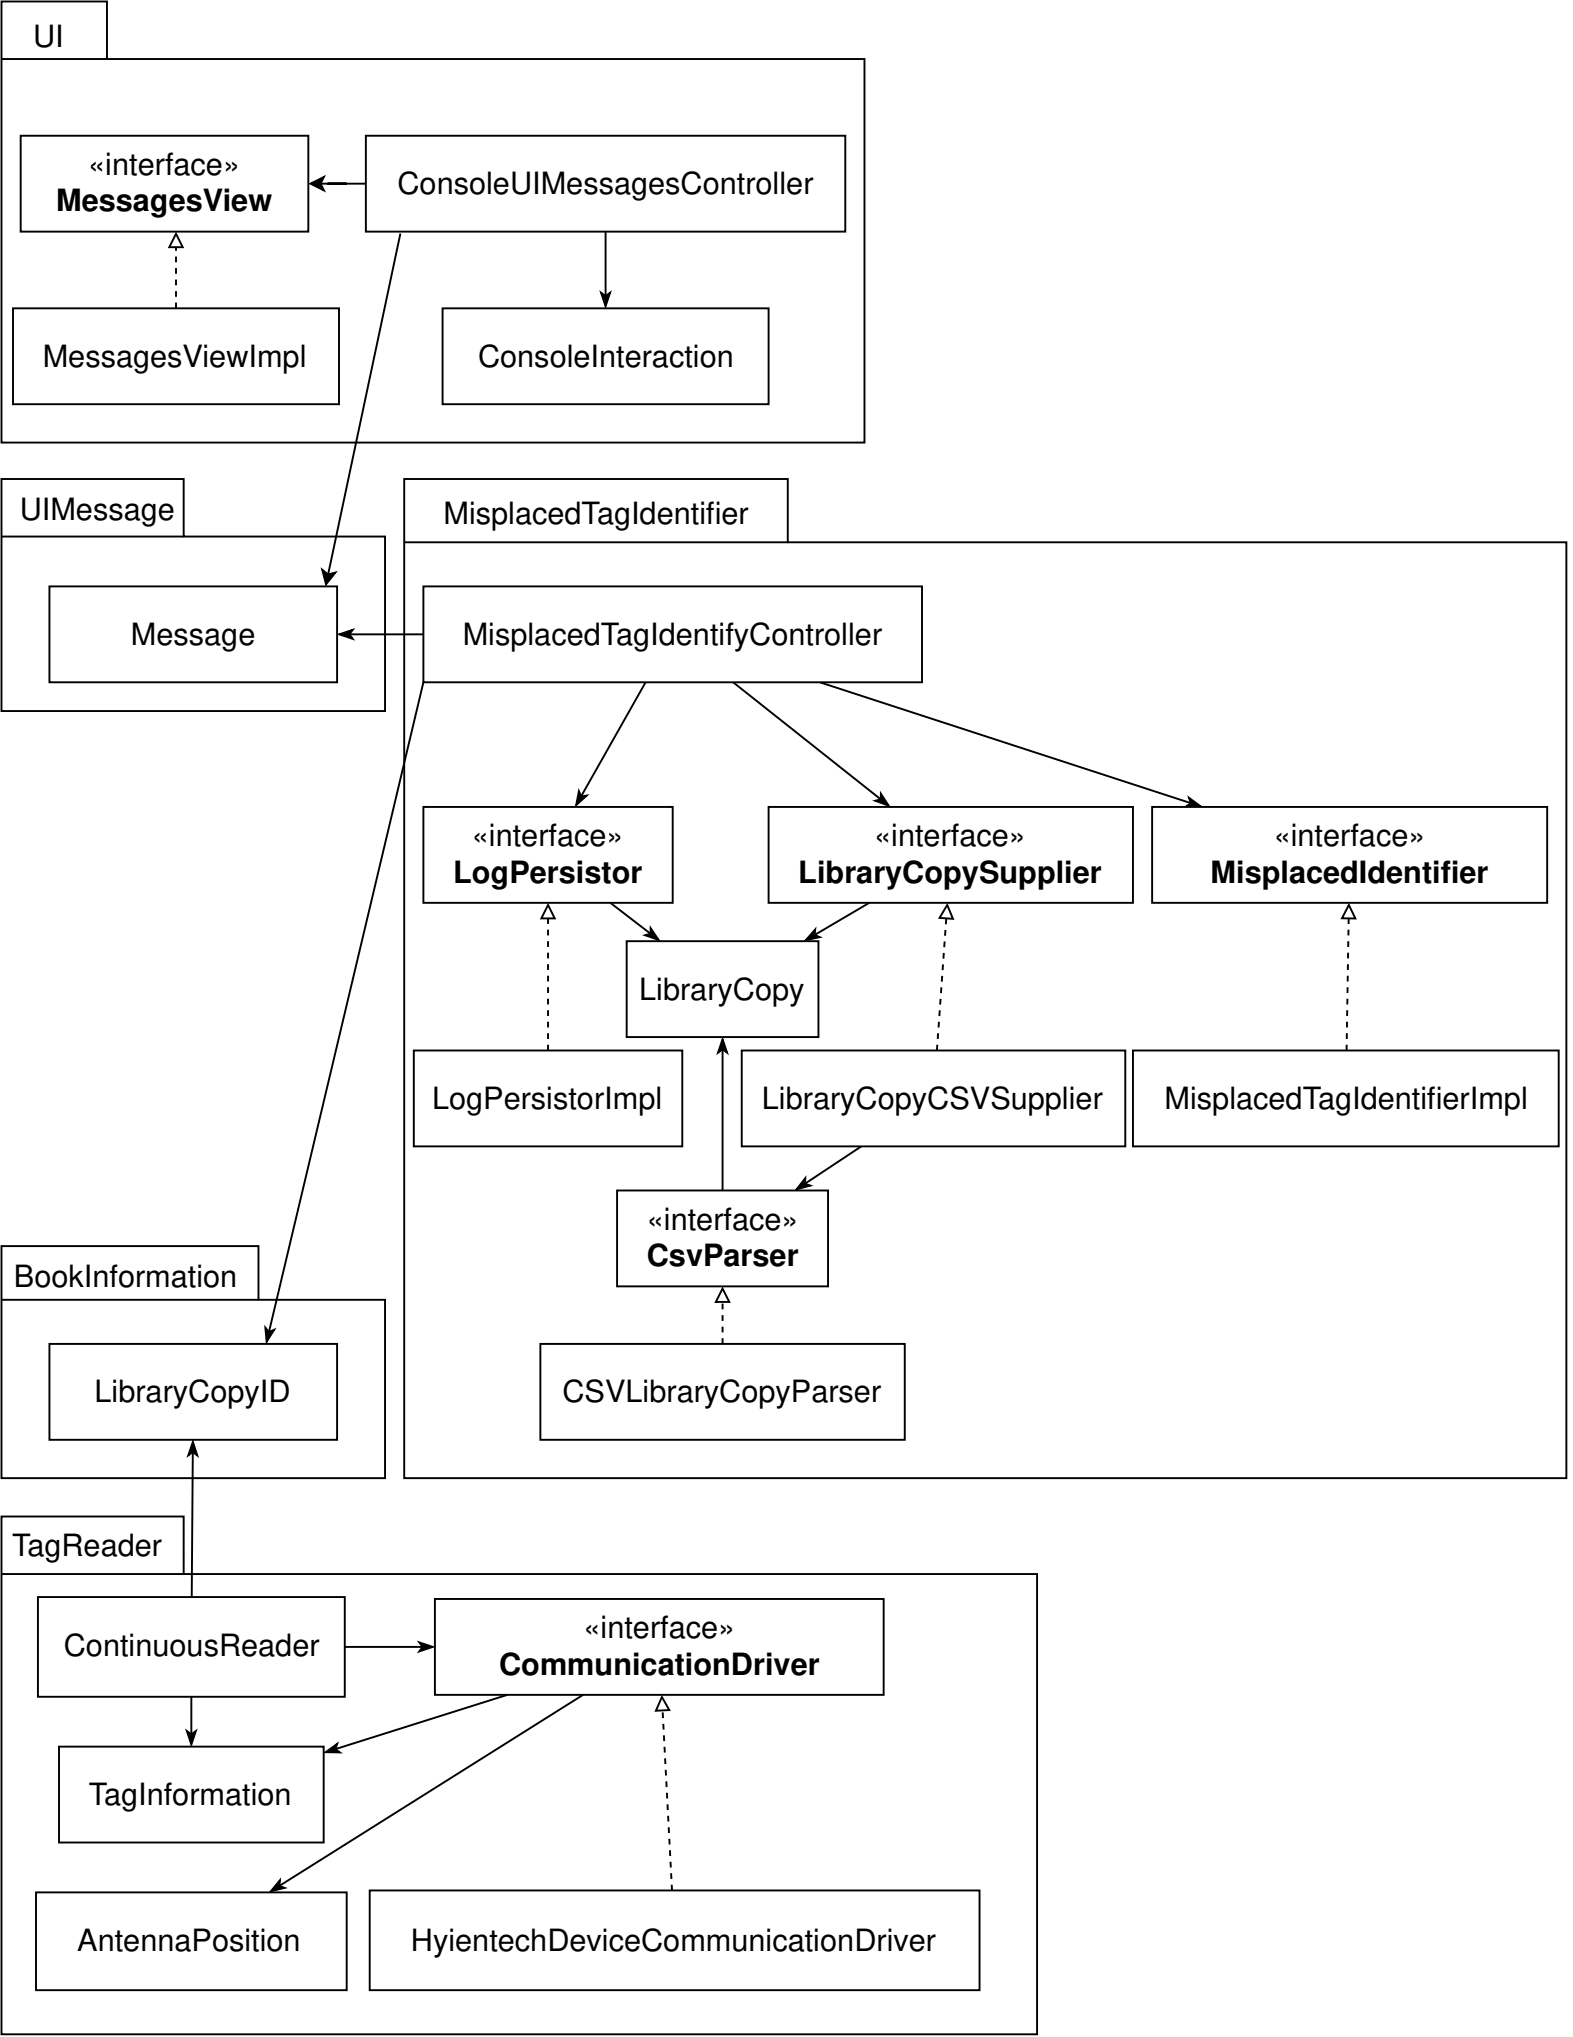 UI
«interface»
MessagesView
ConsoleUIMessagesController
MessagesViewImpl
ConsoleInteraction
UIMessage
MisplacedTagIdentifier
Message
MisplacedTagIdentifyController
«interface»
LogPersistor
«interface»
LibraryCopySupplier
«interface»
MisplacedIdentifier
LibraryCopy
LogPersistorImpl
LibraryCopyCSVSupplier
MisplacedTagIdentifierImpl
«interface»
CsvParser
BookInformation
LibraryCopyID
CSVLibraryCopyParser
TagReader
ContinuousReader
«interface»
CommunicationDriver
TagInformation
AntennaPosition
HyientechDeviceCommunicationDriver